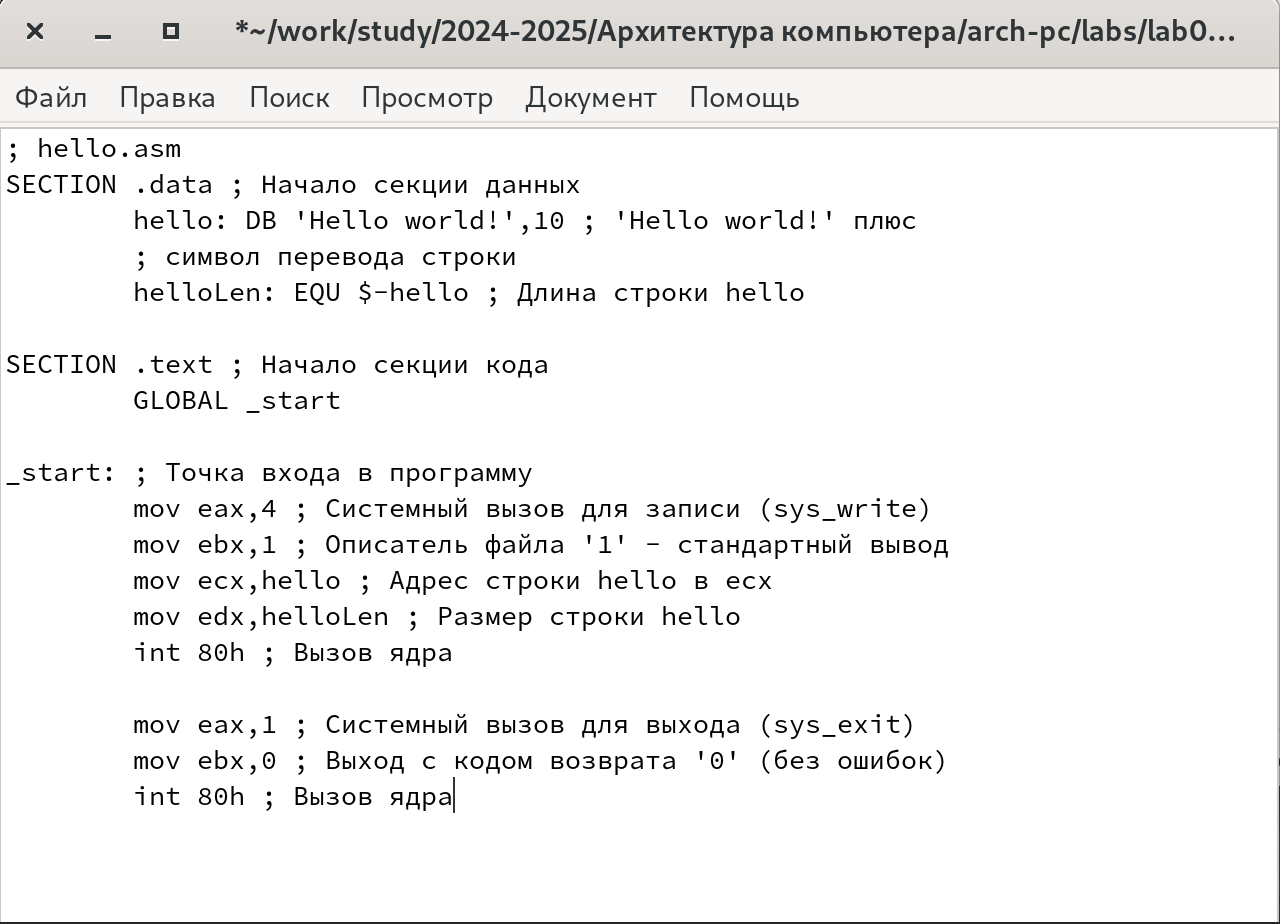 *~/work/study/2024-2025/Архитектура компьютера/arch-pc/labs/lab0...
Файл Правка Поиск Просмотр Документ Помощь
; hello.asm
SECTION .data ; Начало секции данных
        hello: DB 'Hello world!',10 ; 'Hello world!' плюс
        ; символ перевода строки
        helloLen: EQU $-hello ; Длина строки hello
SECTION .text ; Начало секции кода
        GLOBAL _start
_start: ; Точка входа в программу
        mov eax,4 ; Системный вызов для записи (sys_write)
        mov ebx,1 ; Описатель файла '1' - стандартный вывод
        mov ecx,hello ; Адрес строки hello в ecx
        mov edx,helloLen ; Размер строки hello
        int 80h ; Вызов ядра
        mov eax,1 ; Системный вызов для выхода (sys_exit)
        mov ebx,0 ; Выход с кодом возврата '0' (без ошибок)
        int 80h ; Вызов ядра